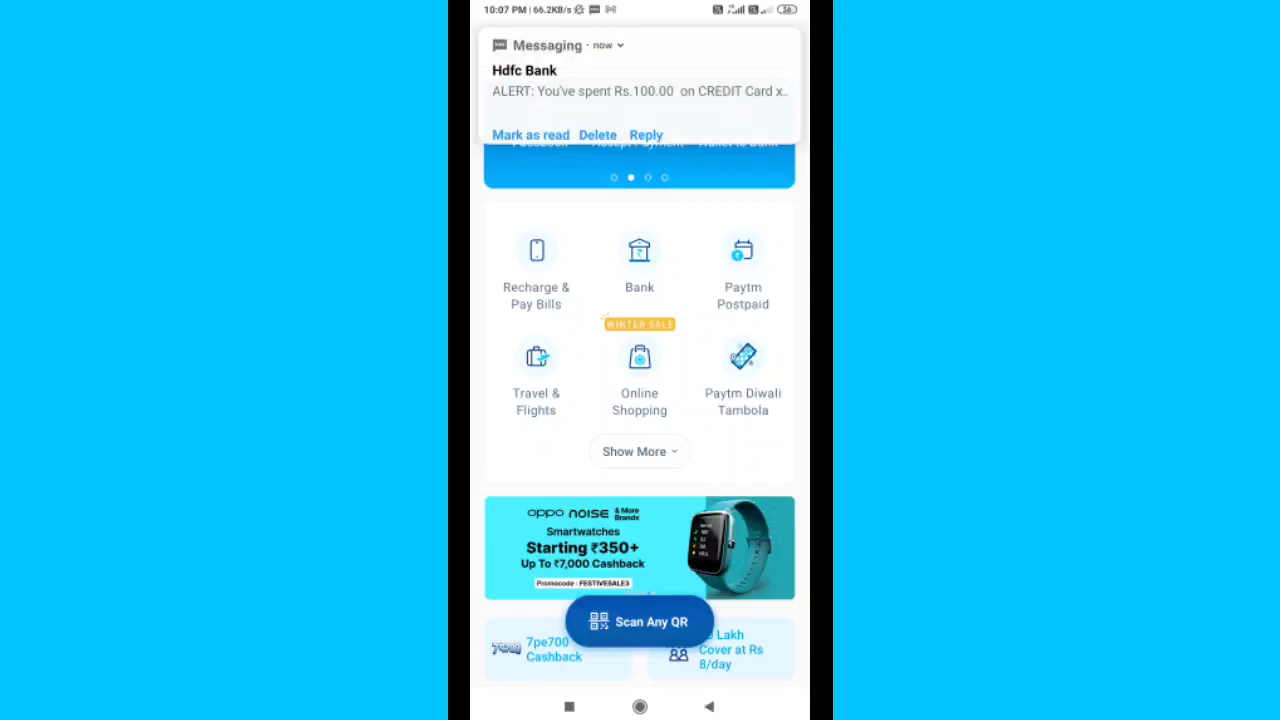 10:07 PM | 66.2KB/s
56
Messaging · now
Hdfc Bank
ALERT: You've spent Rs.100.00 on CREDIT Card x..
Mark as read Delete Reply
Recharge & Pay Bills
Bank
Paytm Postpaid
WINTER SALE
Travel & Flights
Online Shopping
Paytm Diwali Tambola
Show More
oppo noise & More Brands
Smartwatches
Starting ₹350+
Up To ₹7,000 Cashback
Promocode : FESTIVESALE3
Scan Any QR
7pe700
Cashback
Lakh
Cover at Rs
8/day